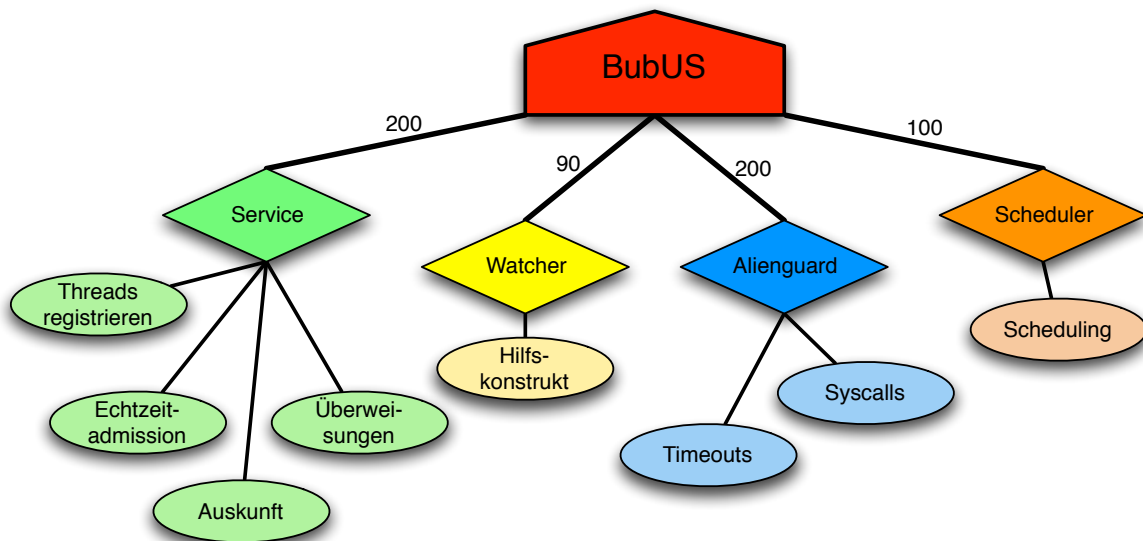 BubUS
200
90
200
100
Service
Watcher
Alienguard
Scheduler
Threads
registrieren
Echtzeit-
admission
Auskunft
Überwei-
sungen
Hilfs-
konstrukt
Timeouts
Syscalls
Scheduling